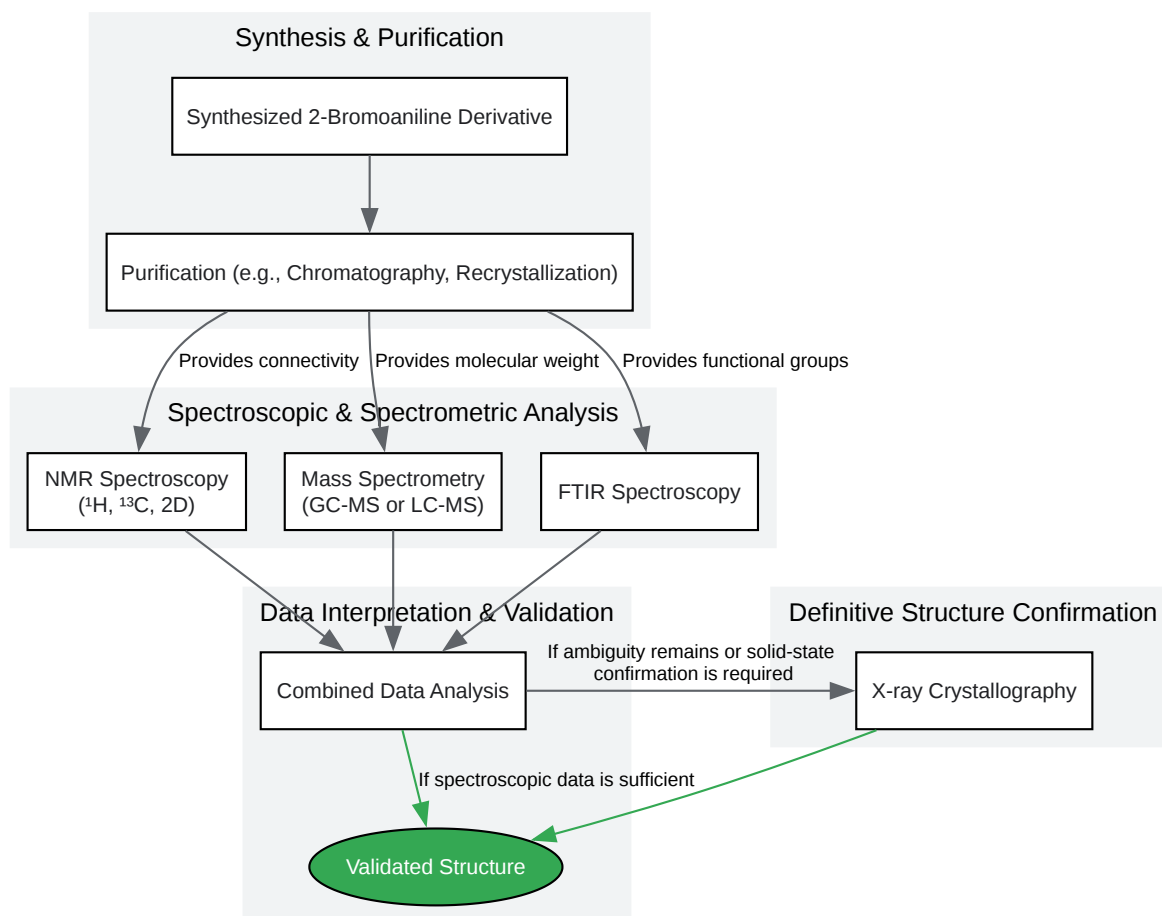 Synthesis & Purification
Synthesized 2-Bromoaniline Derivative
Purification (e.g., Chromatography, Recrystallization)
Provides connectivity
Provides molecular weight
Provides functional groups
Spectroscopic & Spectrometric Analysis
NMR Spectroscopy
(¹H, ¹³C, 2D)
Mass Spectrometry
(GC-MS or LC-MS)
FTIR Spectroscopy
Data Interpretation & Validation
Definitive Structure Confirmation
If ambiguity remains or solid-state
confirmation is required
Combined Data Analysis
X-ray Crystallography
If spectroscopic data is sufficient
Validated Structure